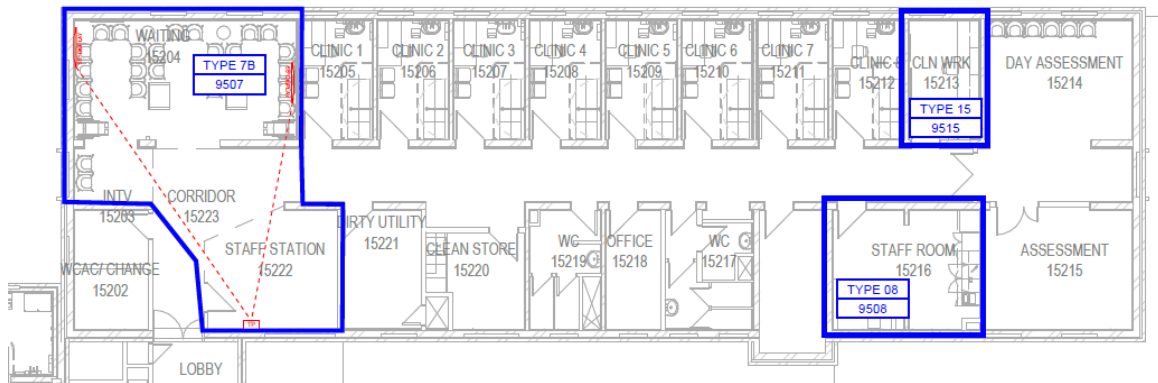 WAITING
15204
TYPE 7B
9507
CLINIC 1
15205
CLINIC 2
15206
CLINIC 3
15207
CLINIC 4
15208
CLINIC 5
15209
CLINIC 6
15210
CLINIC 7
15211
CLINIC 8
15212
CLN WRK
15213
TYPE 15
9515
DAY ASSESSMENT
15214
INTV
15203
CORRIDOR
15223
WCAC/ CHANGE
15202
STAFF STATION
15222
DIRTY UTILITY
15221
CLEAN STORE
15220
WC
15219
OFFICE
15218
WC
15217
STAFF ROOM
15216
TYPE 08
9508
ASSESSMENT
15215
TP
LOBBY